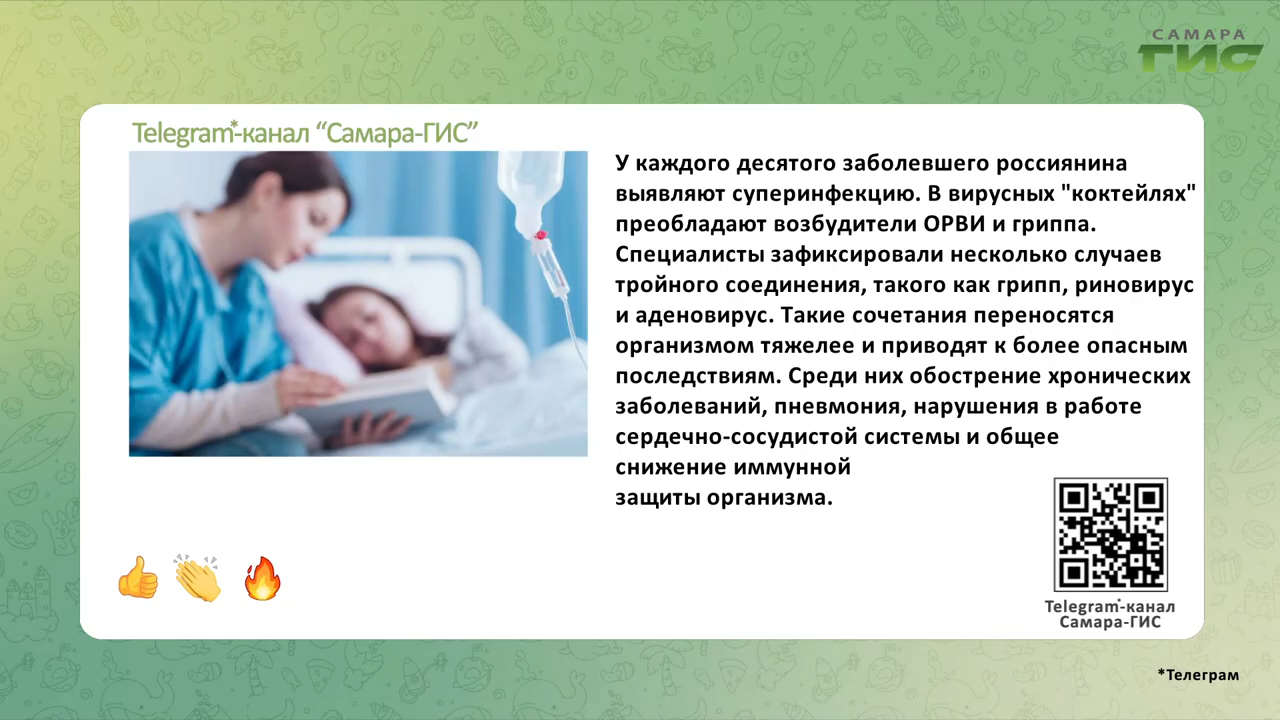 САМАРА
ГИС
Telegram*-канал “Самара-ГИС”
У каждого десятого заболевшего россиянина
выявляют суперинфекцию. В вирусных "коктейлях"
преобладают возбудители ОРВИ и гриппа.
Специалисты зафиксировали несколько случаев
тройного соединения, такого как грипп, риновирус
и аденовирус. Такие сочетания переносятся
организмом тяжелее и приводят к более опасным
последствиям. Среди них обострение хронических
заболеваний, пневмония, нарушения в работе
сердечно-сосудистой системы и общее
снижение иммунной
защиты организма.
Telegram*-канал
Самара-ГИС
*Телеграм